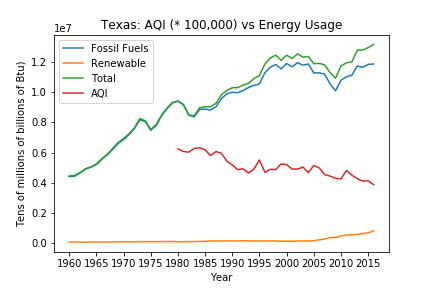 Texas: AQI (* 100,000) vs Energy Usage
1e7
Fossil Fuels
Renewable
Total
AQI
Tens of millions of billions of Btu)
1.2
1.0
0.8
0.6
0.4
0.2
0.0
1960 1965 1970 1975 1980 1985 1990 1995 2000 2005 2010 2015
Year